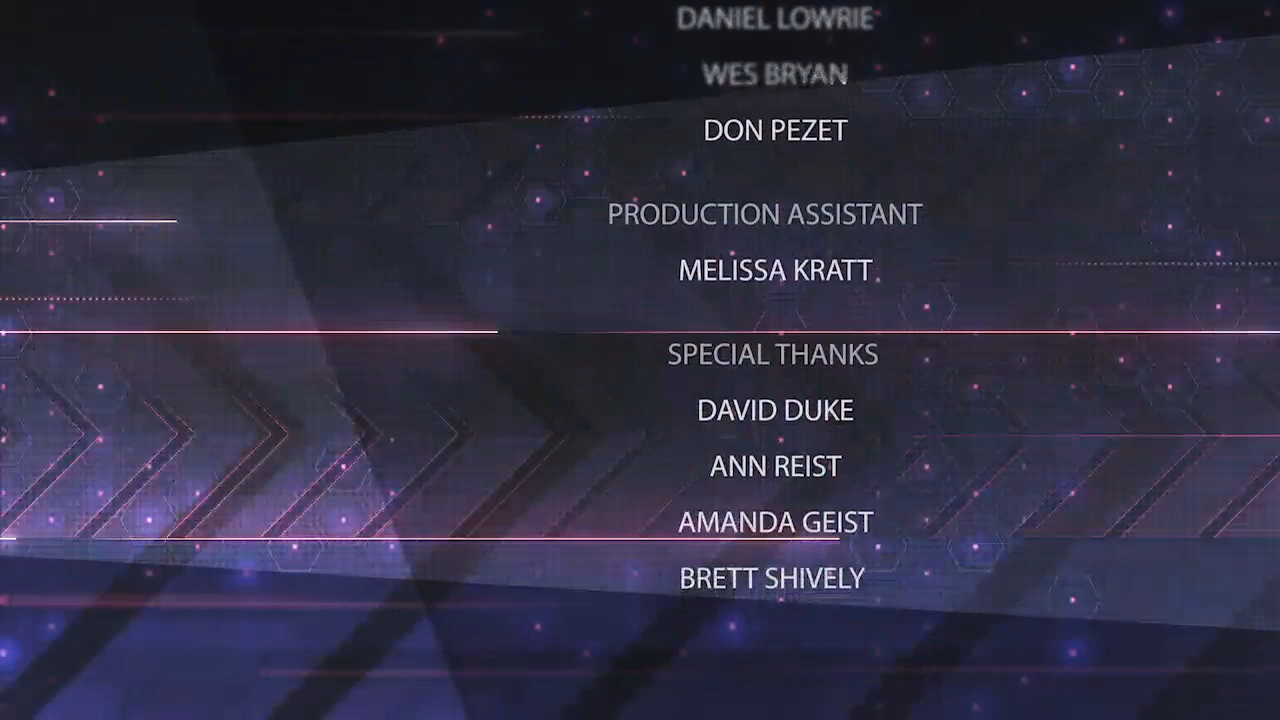 DANIEL LOWRIE
WES BRYAN
DON PEZET
PRODUCTION ASSISTANT
MELISSA KRATT
SPECIAL THANKS
DAVID DUKE
ANN REIST
AMANDA GEIST
BRETT SHIVELY